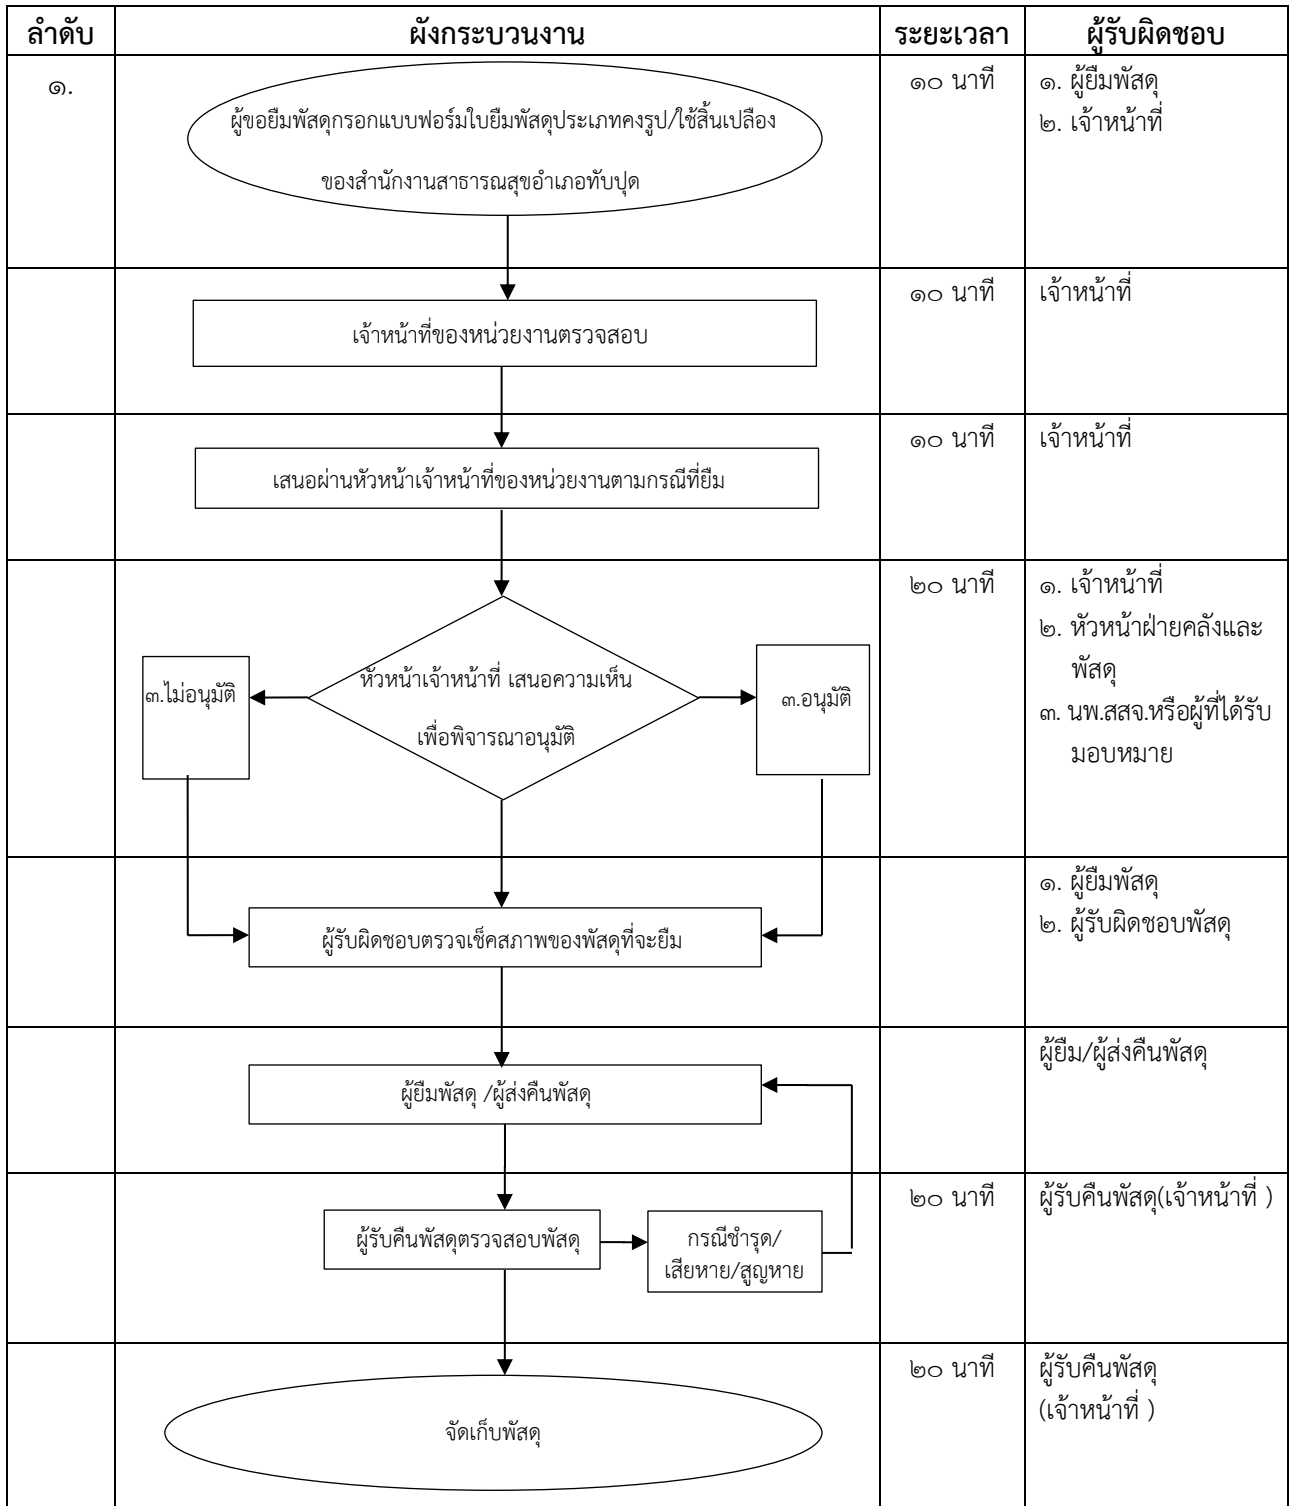 ลำดับ
ผังกระบวนงาน
ระยะเวลา
ผู้รับผิดชอบ
๑.
ผู้ขอยืมพัสดุกรอกแบบฟอร์มใบยืมพัสดุประเภทคงรูป/ใช้สิ้นเปลือง
ของสำนักงานสาธารณสุขอำเภอทับปุด
๑๐ นาที
๑. ผู้ยืมพัสดุ
๒. เจ้าหน้าที่
เจ้าหน้าที่ของหน่วยงานตรวจสอบ
๑๐ นาที
เจ้าหน้าที่
เสนอผ่านหัวหน้าเจ้าหน้าที่ของหน่วยงานตามกรณีที่ยืม
๑๐ นาที
เจ้าหน้าที่
๓.ไม่อนุมัติ
หัวหน้าเจ้าหน้าที่ เสนอความเห็น
เพื่อพิจารณาอนุมัติ
๓.อนุมัติ
๒๐ นาที
๑. เจ้าหน้าที่
๒. หัวหน้าฝ่ายคลังและ
พัสดุ
๓. นพ.สสจ.หรือผู้ที่ได้รับ
มอบหมาย
ผู้รับผิดชอบตรวจเช็คสภาพของพัสดุที่จะยืม
๑. ผู้ยืมพัสดุ
๒. ผู้รับผิดชอบพัสดุ
ผู้ยืมพัสดุ /ผู้ส่งคืนพัสดุ
ผู้ยืม/ผู้ส่งคืนพัสดุ
ผู้รับคืนพัสดุตรวจสอบพัสดุ
กรณีชำรุด/
เสียหาย/สูญหาย
๒๐ นาที
ผู้รับคืนพัสดุ(เจ้าหน้าที่ )
จัดเก็บพัสดุ
๒๐ นาที
ผู้รับคืนพัสดุ
(เจ้าหน้าที่ )